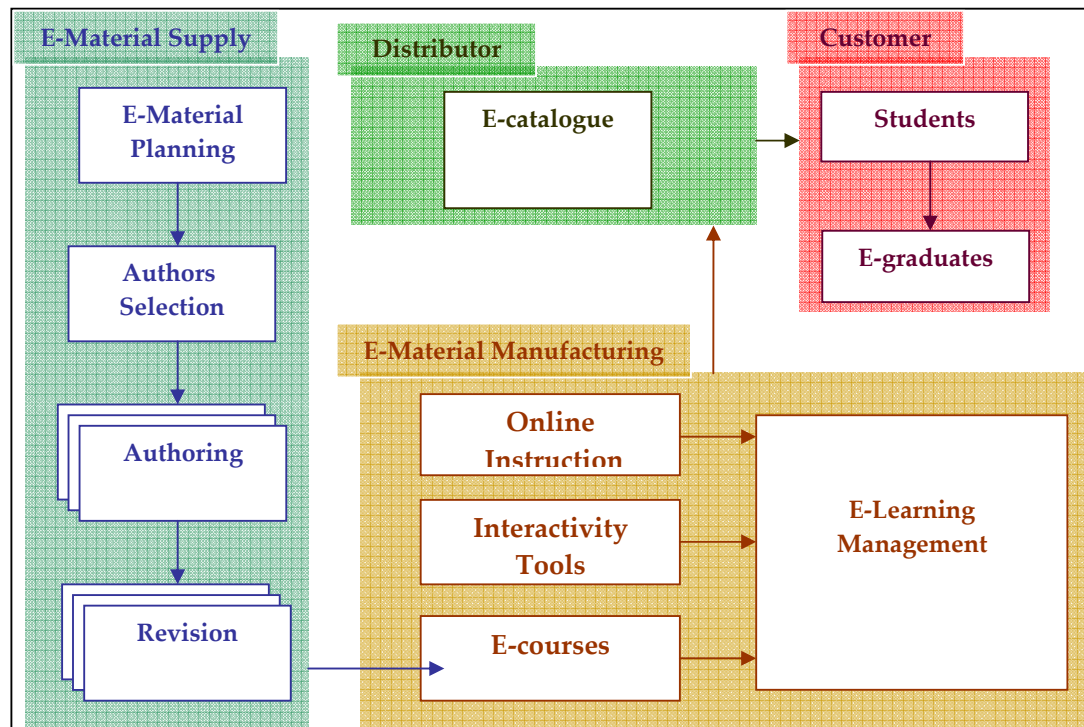 E-Material Supply
E-Material
Planning
Authors
Selection
Authoring
Revision
Distributor
E-catalogue
Customer
Students
E-graduates
E-Material Manufacturing
Online
Instruction
Interactivity
Tools
E-courses
E-Learning
Management